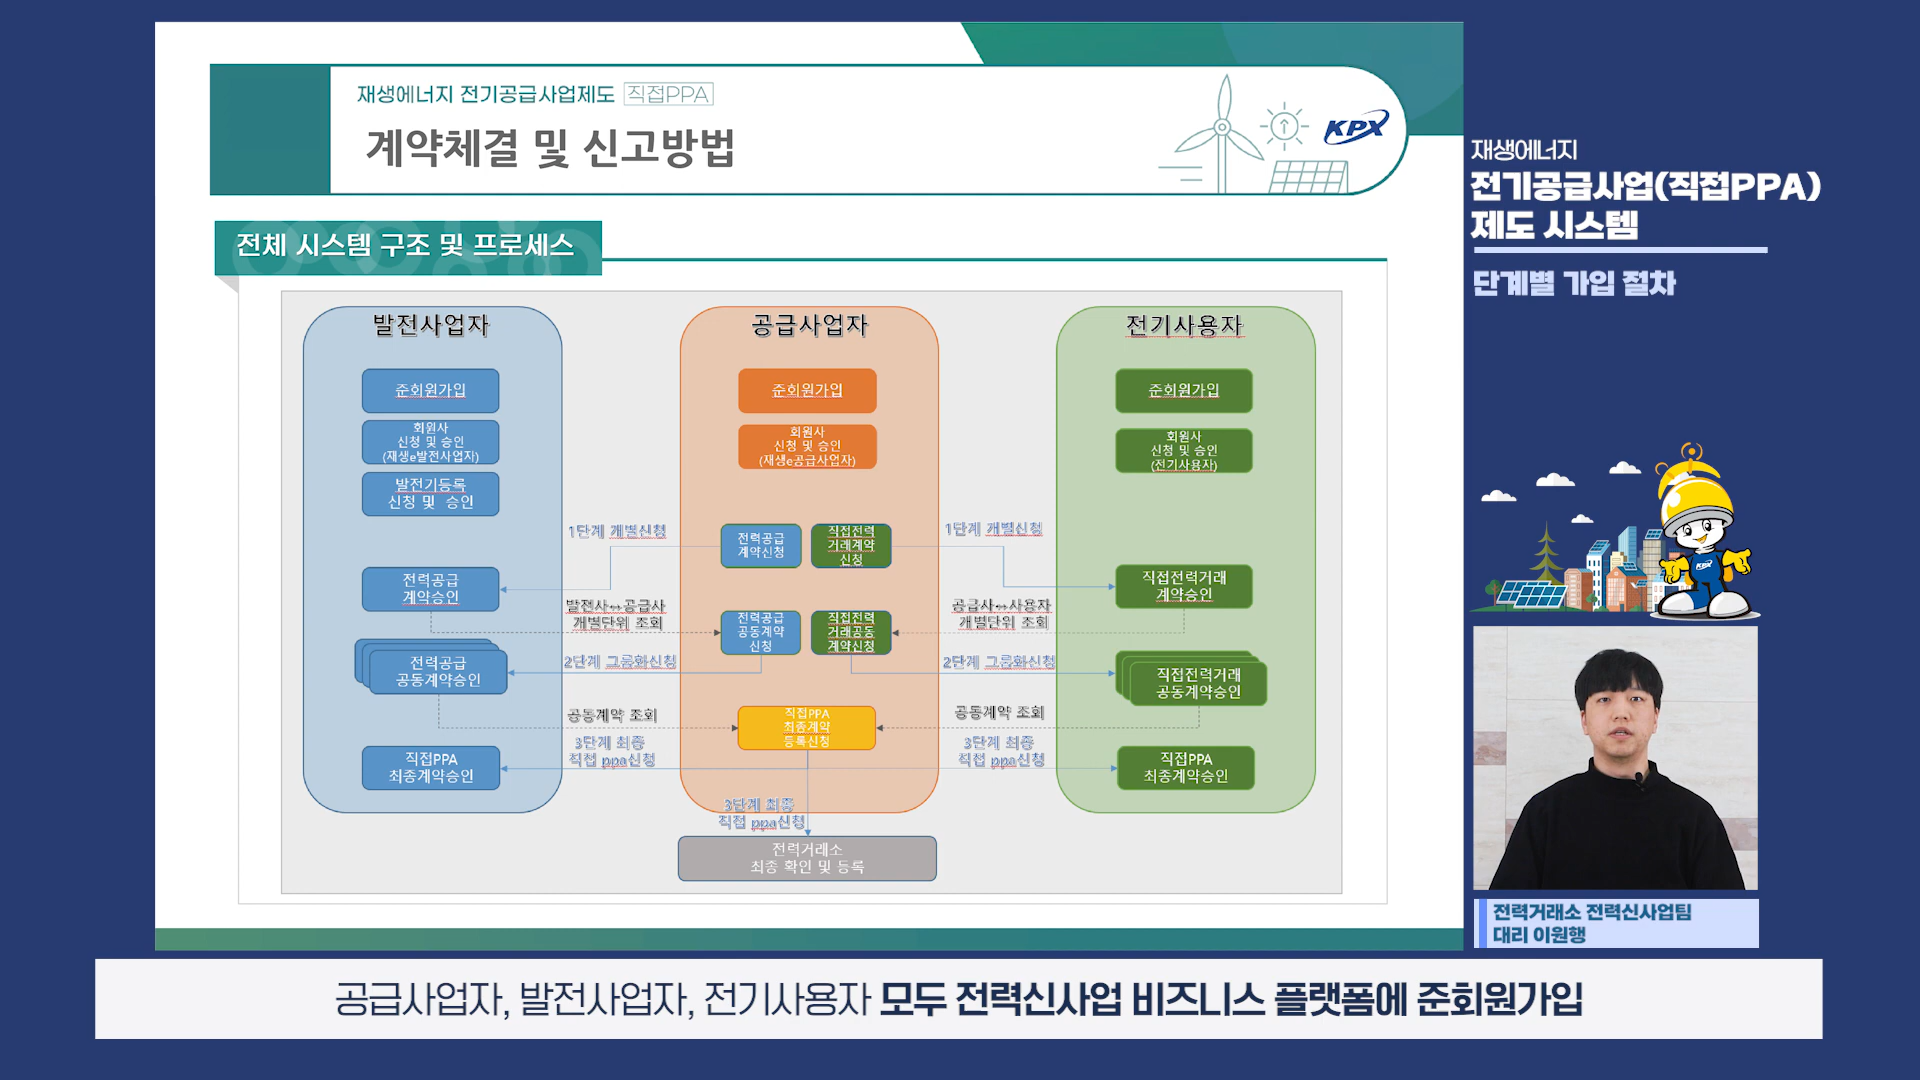 재생에너지 전기공급사업제도 직접PPA
계약체결 및 신고방법
KPX
전체 시스템 구조 및 프로세스
발전사업자
준회원가입
회원사
신청 및 승인
(재생e발전사업자)
발전기등록
신청 및 승인
전력공급
계약승인
전력공급
공동계약승인
직접PPA
최종계약승인
1단계 개별신청
발전사↔공급사
개별단위 조회
2단계 그룹화신청
공동계약 조회
3단계 최종
직접 ppa신청
공급사업자
준회원가입
회원사
신청 및 승인
(재생e공급사업자)
전력공급
계약신청
직접전력
거래계약
신청
전력공급
공동계약
신청
직접전력
거래공동
계약신청
직접PPA
최종계약
등록신청
3단계 최종
직접 ppa신청
전력거래소
최종 확인 및 등록
1단계 개별신청
공급사↔사용자
개별단위 조회
2단계 그룹화신청
공동계약 조회
3단계 최종
직접 ppa신청
전기사용자
준회원가입
회원사
신청 및 승인
(전기사용자)
직접전력거래
계약승인
직접전력거래
공동계약승인
직접PPA
최종계약승인
재생에너지
전기공급사업(직접PPA)
제도 시스템
단계별 가입 절차
KPX
전력거래소 전력신사업팀
대리 이원행
공급사업자, 발전사업자, 전기사용자 모두 전력신사업 비즈니스 플랫폼에 준회원가입